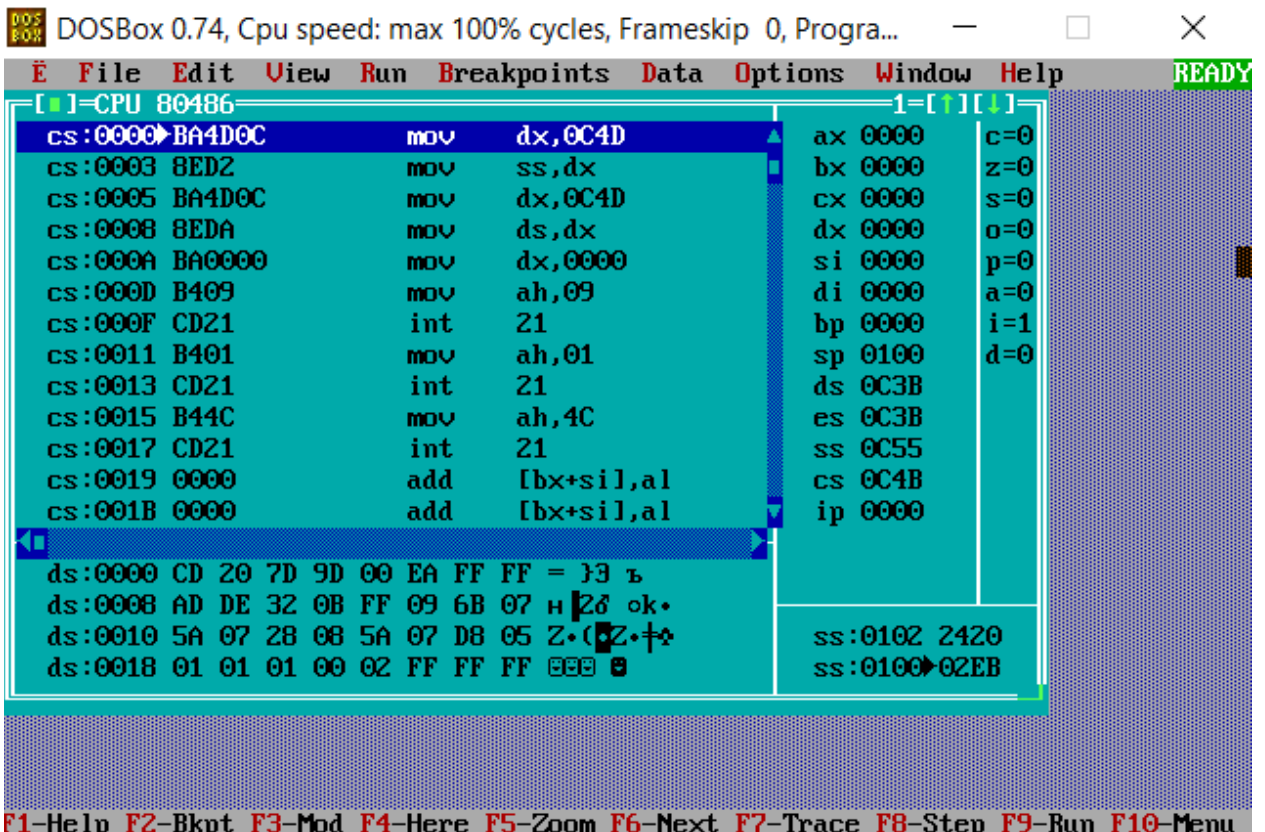 DOS BOX DOSBox 0.74, Cpu speed: max 100% cycles, Frameskip 0, Progra...
Ë File Edit View Run Breakpoints Data Options Window Help READY
[■]=CPU 80486 1=[↑][↓]
cs:0000►BA4D0C mov dx,0C4D ax 0000 c=0
cs:0003 8ED2 mov ss,dx bx 0000 z=0
cs:0005 BA4D0C mov dx,0C4D cx 0000 s=0
cs:0008 8EDA mov ds,dx dx 0000 o=0
cs:000A BA0000 mov dx,0000 si 0000 p=0
cs:000D B409 mov ah,09 di 0000 a=0
cs:000F CD21 int 21 bp 0000 i=1
cs:0011 B401 mov ah,01 sp 0100 d=0
cs:0013 CD21 int 21 ds 0C3B
cs:0015 B44C mov ah,4C es 0C3B
cs:0017 CD21 int 21 ss 0C55
cs:0019 0000 add [bx+si],al cs 0C4B
cs:001B 0000 add [bx+si],al ip 0000
ds:0000 CD 20 7D 9D 00 EA FF FF = }Э ъ
ds:0008 AD DE 32 0B FF 09 6B 07 н ▐2♂ ok•
ds:0010 5A 07 28 08 5A 07 D8 05 Z•(◘Z•╪♣ ss:0102 2420
ds:0018 01 01 01 00 02 FF FF FF ☺☺☺ ☻ ss:0100►02EB
F1-Help F2-Bkpt F3-Mod F4-Here F5-Zoom F6-Next F7-Trace F8-Step F9-Run F10-Menu